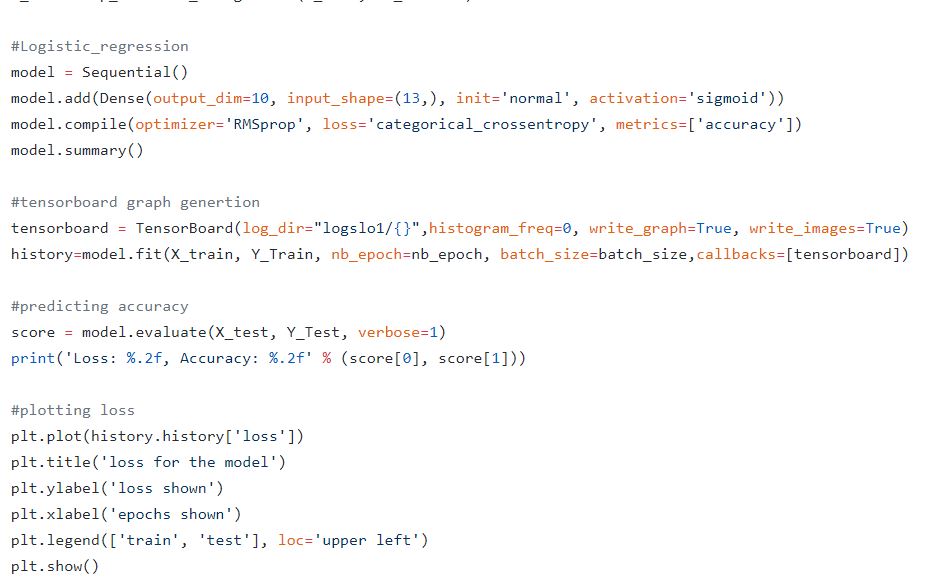 #Logistic_regression
model = Sequential()
model.add(Dense(output_dim=10, input_shape=(13,), init='normal', activation='sigmoid'))
model.compile(optimizer='RMSprop', loss='categorical_crossentropy', metrics=['accuracy'])
model.summary()
#tensorboard graph genertion
tensorboard = TensorBoard(log_dir="logslo1/{}",histogram_freq=0, write_graph=True, write_images=True)
history=model.fit(X_train, Y_Train, nb_epoch=nb_epoch, batch_size=batch_size,callbacks=[tensorboard])
#predicting accuracy
score = model.evaluate(X_test, Y_Test, verbose=1)
print('Loss: %.2f, Accuracy: %.2f' % (score[0], score[1]))
#plotting loss
plt.plot(history.history['loss'])
plt.title('loss for the model')
plt.ylabel('loss shown')
plt.xlabel('epochs shown')
plt.legend(['train', 'test'], loc='upper left')
plt.show()